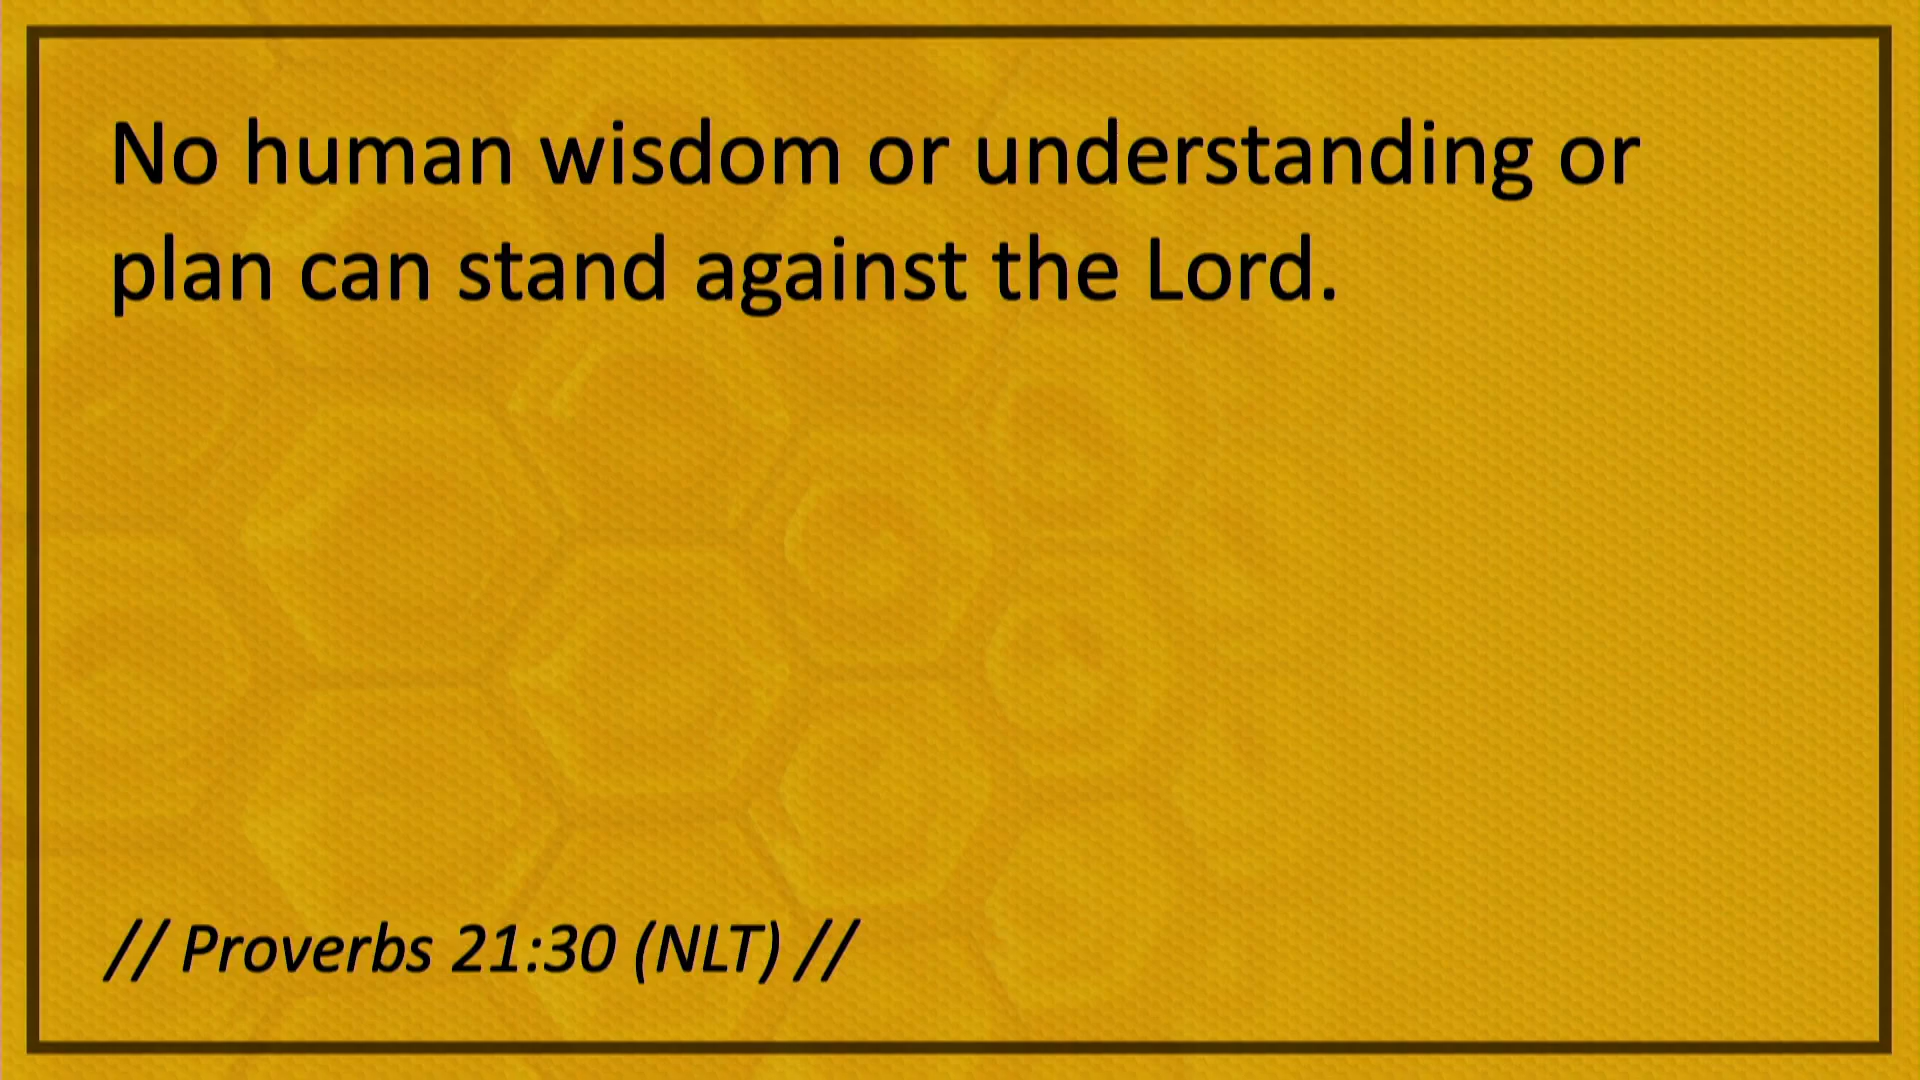 No human wisdom or understanding or
plan can stand against the Lord.
// Proverbs 21:30 (NLT) //